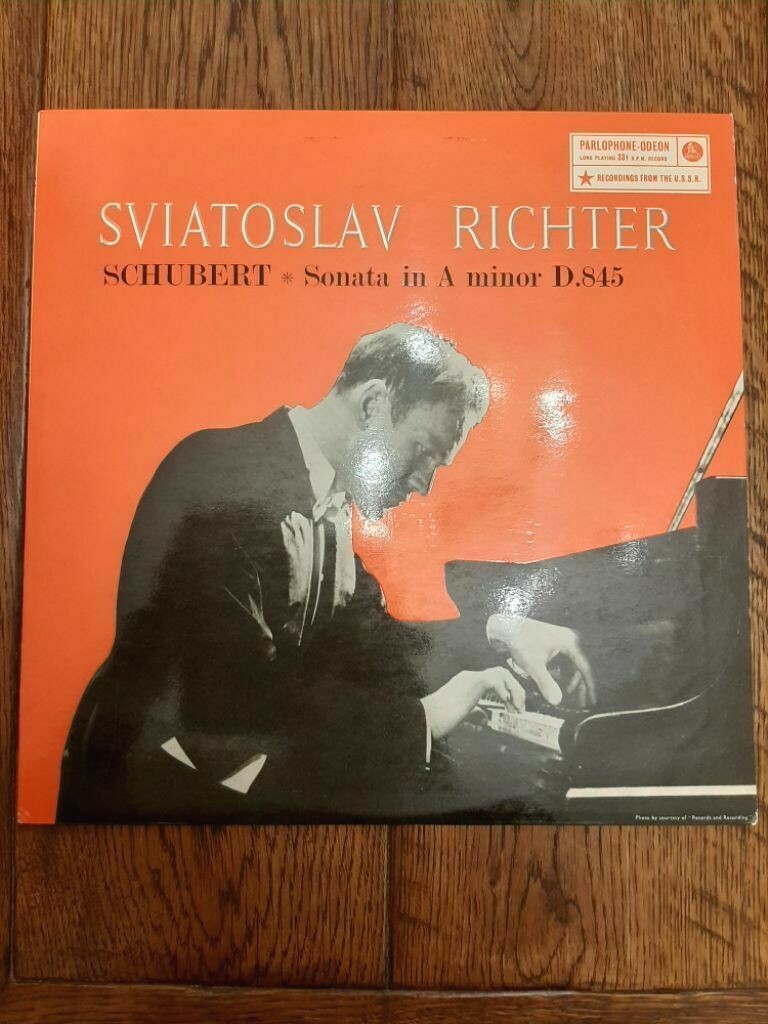 PARLOPHONE-ODEON
LONG PLAYING 33⅓ R.P.M. RECORD
★ RECORDINGS FROM THE U.S.S.R.
SVIATOSLAV RICHTER
SCHUBERT * Sonata in A minor D.845
Photo by courtesy of "Records and Recording"